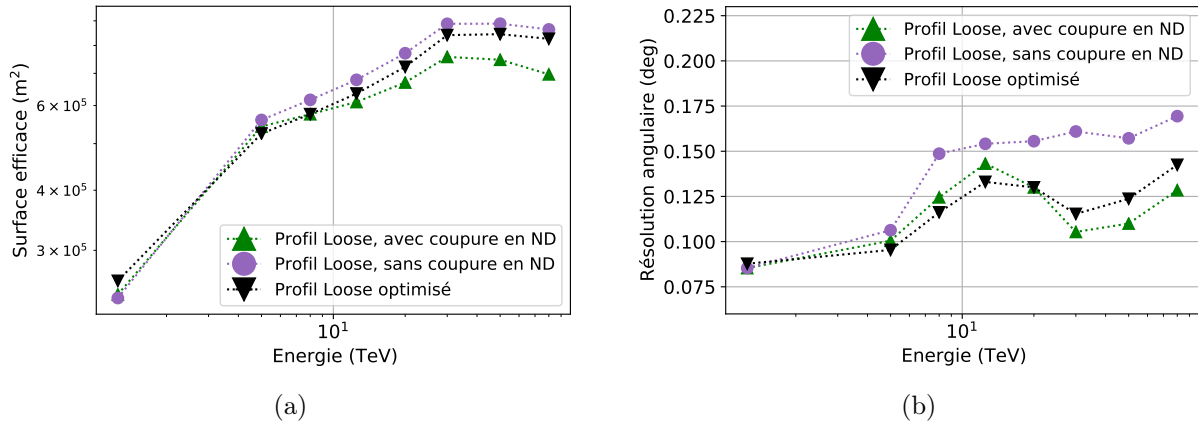 Surface efficace (m²)
6 × 10⁵
4 × 10⁵
3 × 10⁵
Profil Loose, avec coupure en ND
Profil Loose, sans coupure en ND
Profil Loose optimisé
10¹
Energie (TeV)
(a)
Résolution angulaire (deg)
0.225
0.200
0.175
0.150
0.125
0.100
0.075
Profil Loose, avec coupure en ND
Profil Loose, sans coupure en ND
Profil Loose optimisé
10¹
Energie (TeV)
(b)